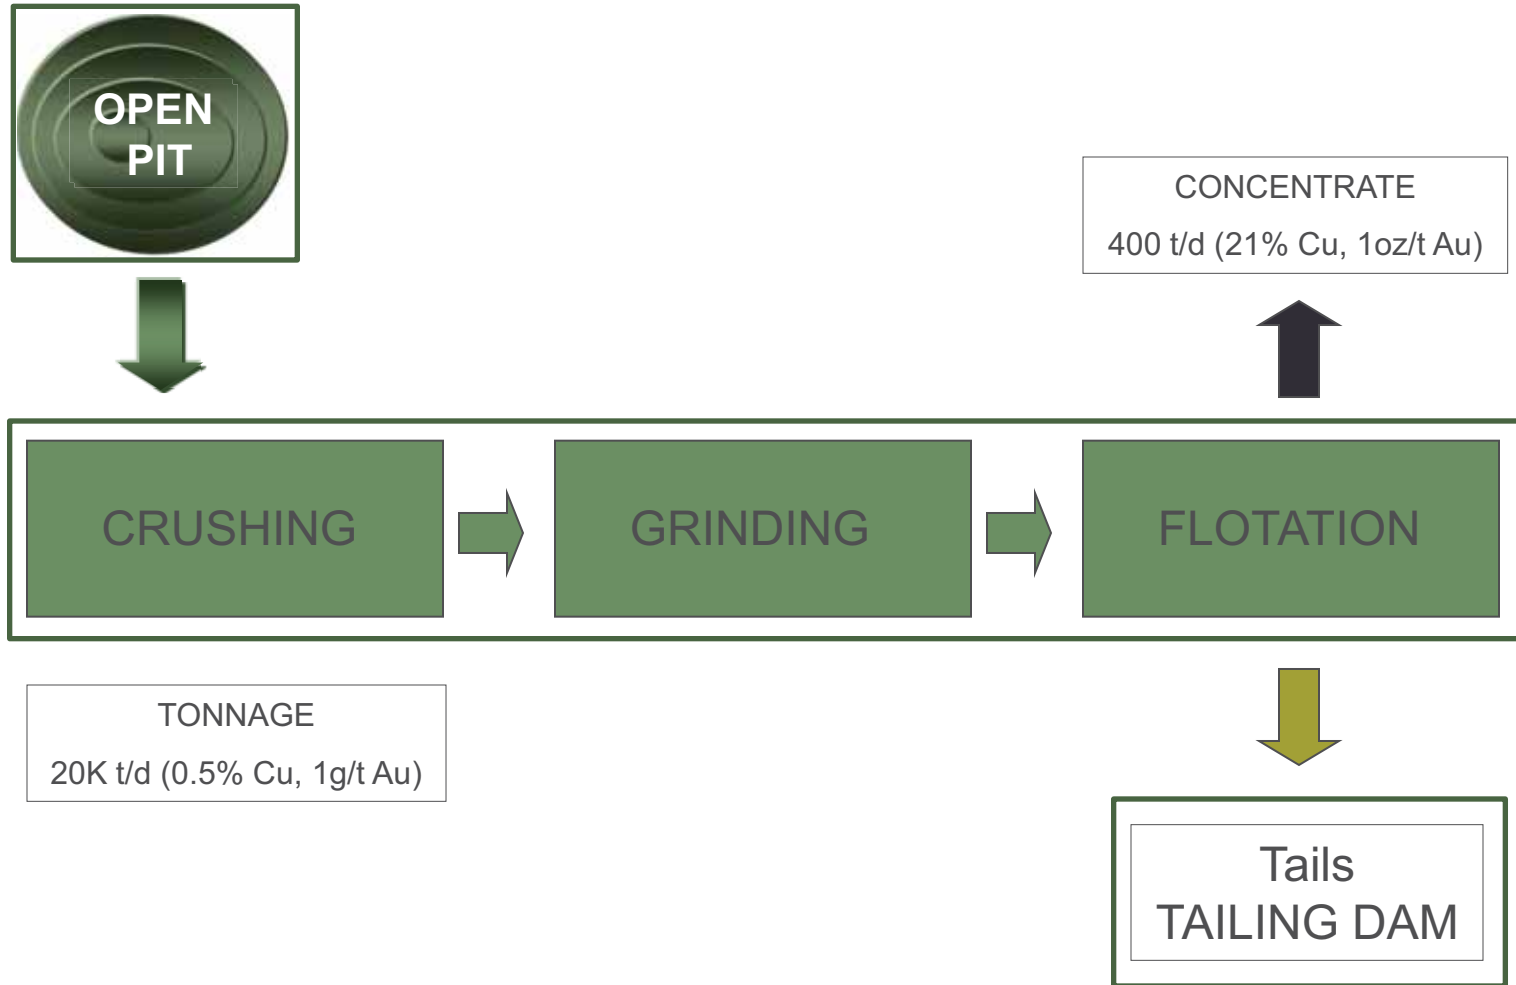 OPEN
PIT
CONCENTRATE
400 t/d (21% Cu, 1oz/t Au)
CRUSHING
GRINDING
FLOTATION
TONNAGE
20K t/d (0.5% Cu, 1g/t Au)
Tails
TAILING DAM